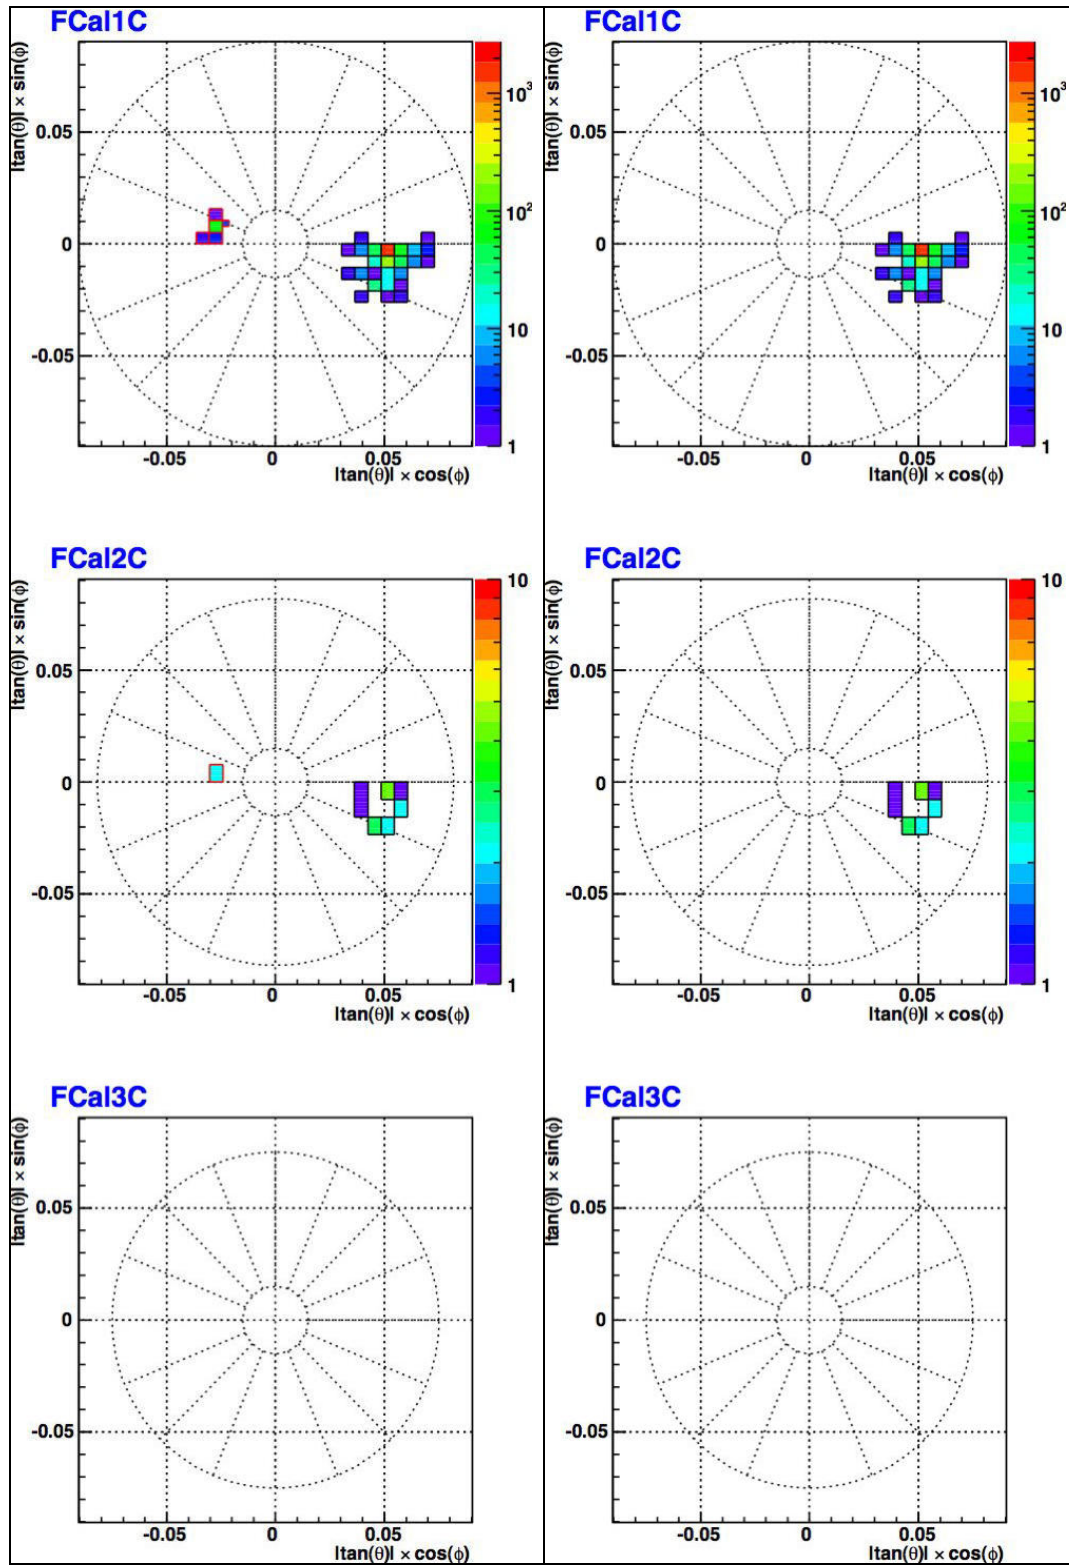 FCal1C
|tan(θ)| × sin(ϕ)
0.05
0
-0.05
-0.05 0 0.05
|tan(θ)| × cos(ϕ)
10³
10²
10
1
FCal1C
|tan(θ)| × sin(ϕ)
0.05
0
-0.05
-0.05 0 0.05
|tan(θ)| × cos(ϕ)
10³
10²
10
1
FCal2C
|tan(θ)| × sin(ϕ)
0.05
0
-0.05
-0.05 0 0.05
|tan(θ)| × cos(ϕ)
10
1
FCal2C
|tan(θ)| × sin(ϕ)
0.05
0
-0.05
-0.05 0 0.05
|tan(θ)| × cos(ϕ)
10
1
FCal3C
|tan(θ)| × sin(ϕ)
0.05
0
-0.05
-0.05 0 0.05
|tan(θ)| × cos(ϕ)
FCal3C
|tan(θ)| × sin(ϕ)
0.05
0
-0.05
-0.05 0 0.05
|tan(θ)| × cos(ϕ)